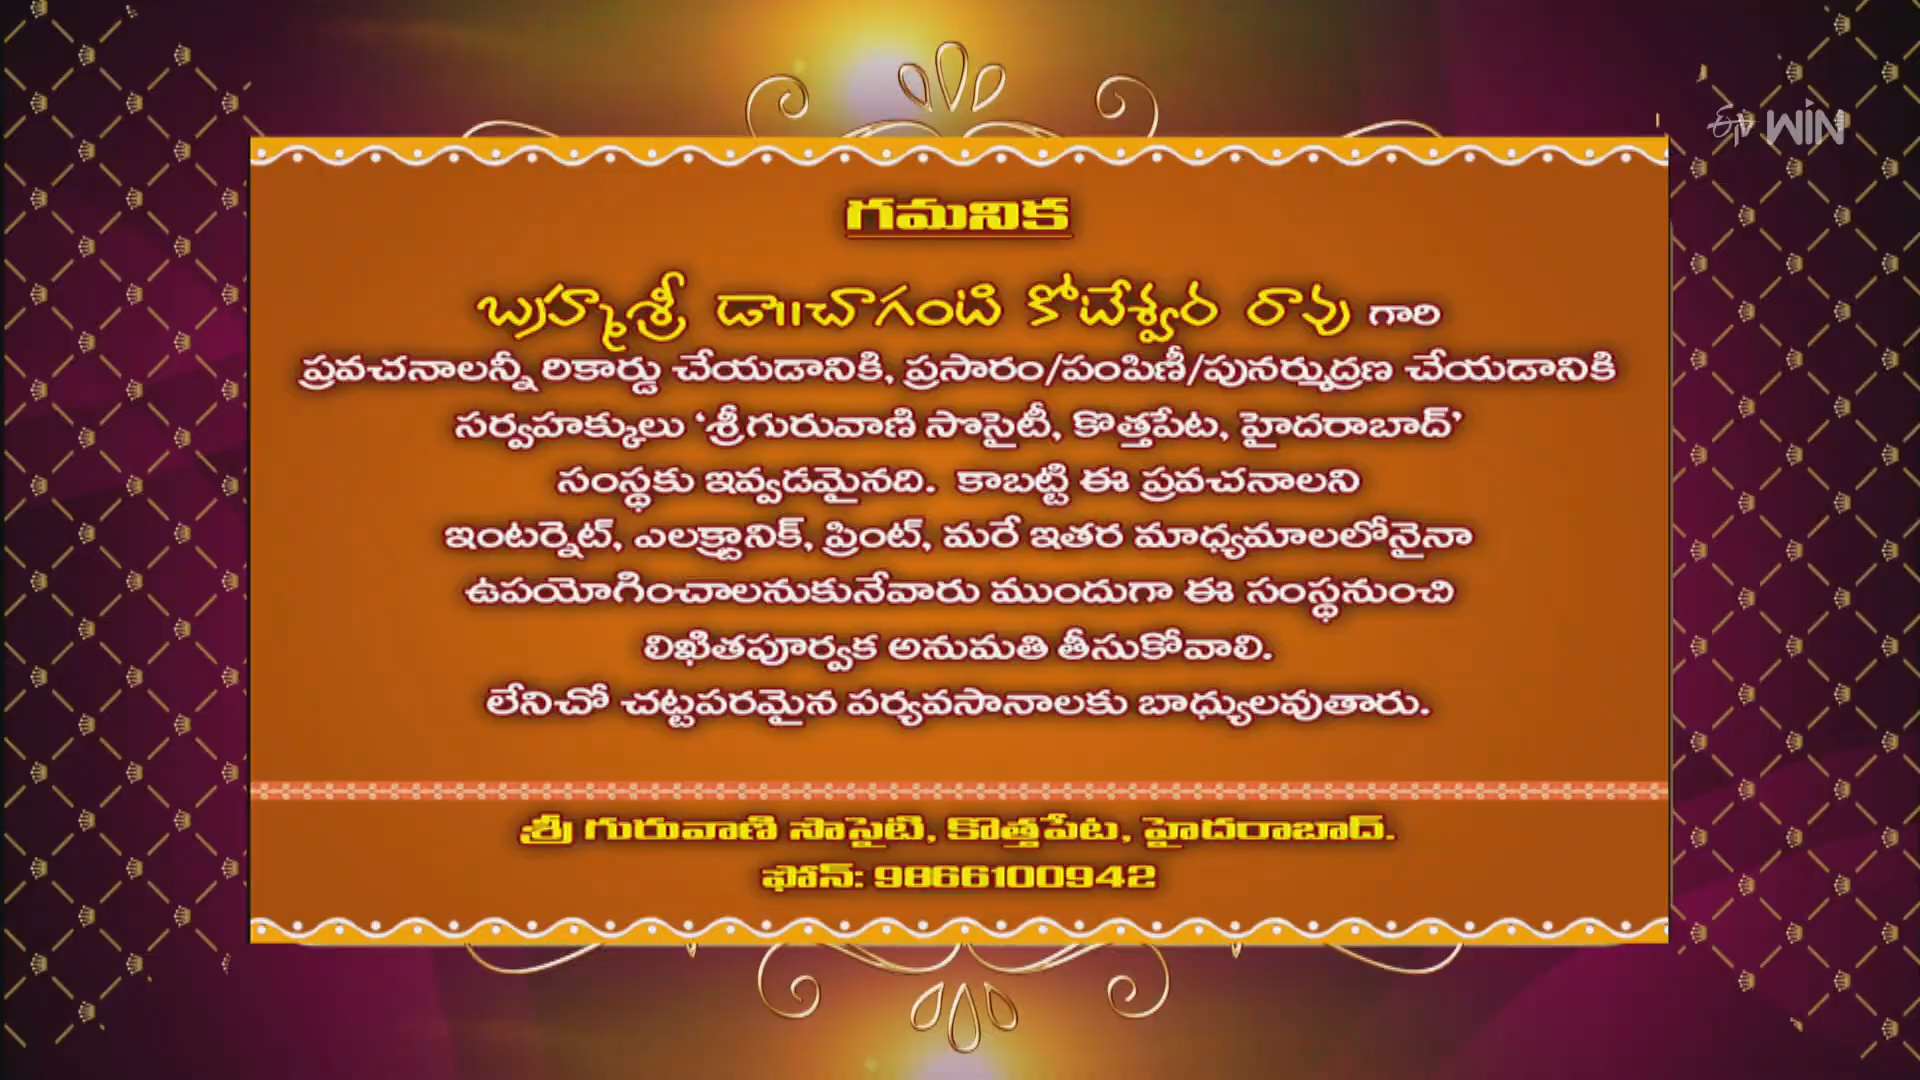 ఈtv WIN
గమనిక
బ్రహ్మశ్రీ డా॥చాగంటి కోటేశ్వర రావు గారి
ప్రవచనాలన్నీ రికార్డు చేయడానికి, ప్రసారం/పంపిణీ/పునర్ముద్రణ చేయడానికి
సర్వహక్కులు ‘శ్రీగురువాణి సొసైటీ, కొత్తపేట, హైదరాబాద్’
సంస్థకు ఇవ్వడమైనది. కాబట్టి ఈ ప్రవచనాలని
ఇంటర్నెట్, ఎలక్ట్రానిక్, ప్రింట్, మరే ఇతర మాధ్యమాలలోనైనా
ఉపయోగించాలనుకునేవారు ముందుగా ఈ సంస్థనుంచి
లిఖితపూర్వక అనుమతి తీసుకోవాలి.
లేనిచో చట్టపరమైన పర్యవసానాలకు బాధ్యులవుతారు.
శ్రీ గురువాణి సొసైటి, కొత్తపేట, హైదరాబాద్.
ఫోన్: 9866100942